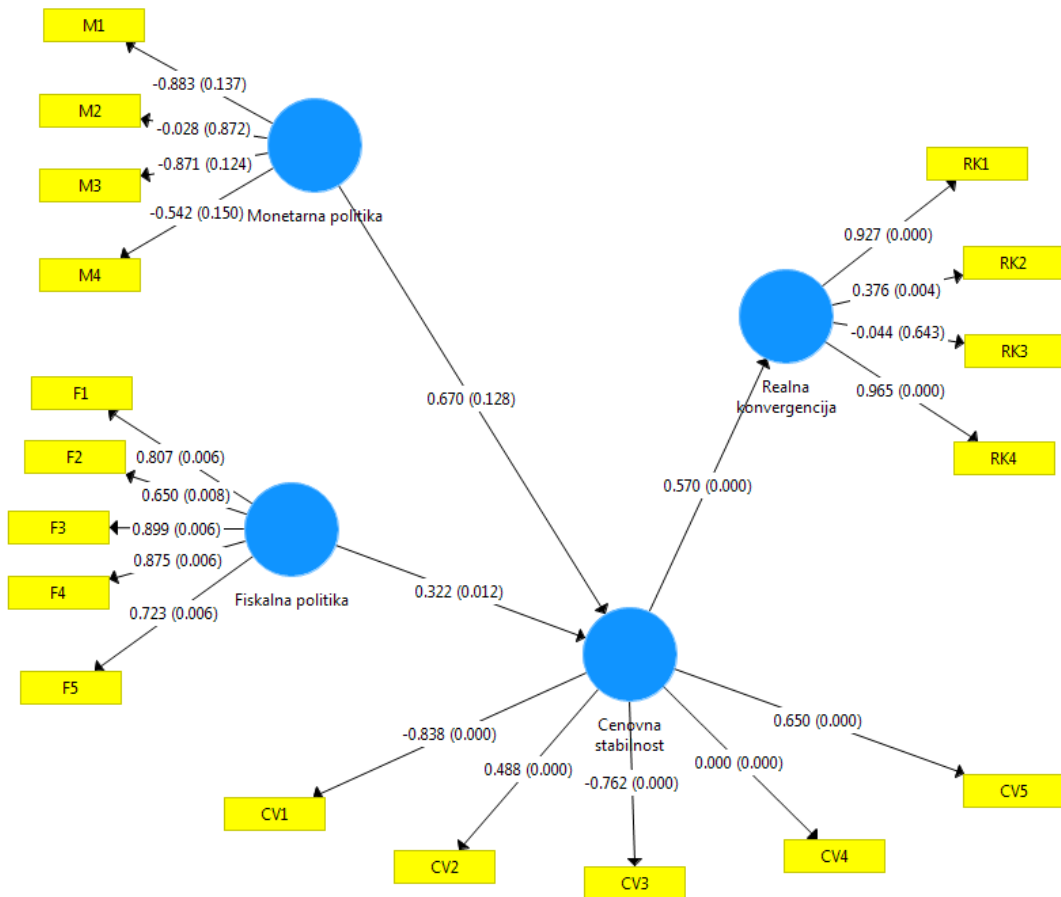 M1
-0.883 (0.137)
M2
-0.028 (0.872)
M3
-0.871 (0.124)
-0.542 (0.150)
M4
Monetarna politika
RK1
0.927 (0.000)
RK2
0.376 (0.004)
-0.044 (0.643)
RK3
0.965 (0.000)
RK4
Realna
konvergencija
0.670 (0.128)
F1
0.807 (0.006)
F2
0.650 (0.008)
F3
0.899 (0.006)
0.875 (0.006)
F4
0.723 (0.006)
F5
Fiskalna politika
0.322 (0.012)
0.570 (0.000)
Cenovna
stabilnost
-0.838 (0.000)
0.488 (0.000)
-0.762 (0.000)
0.000 (0.000)
0.650 (0.000)
CV1
CV2
CV3
CV4
CV5